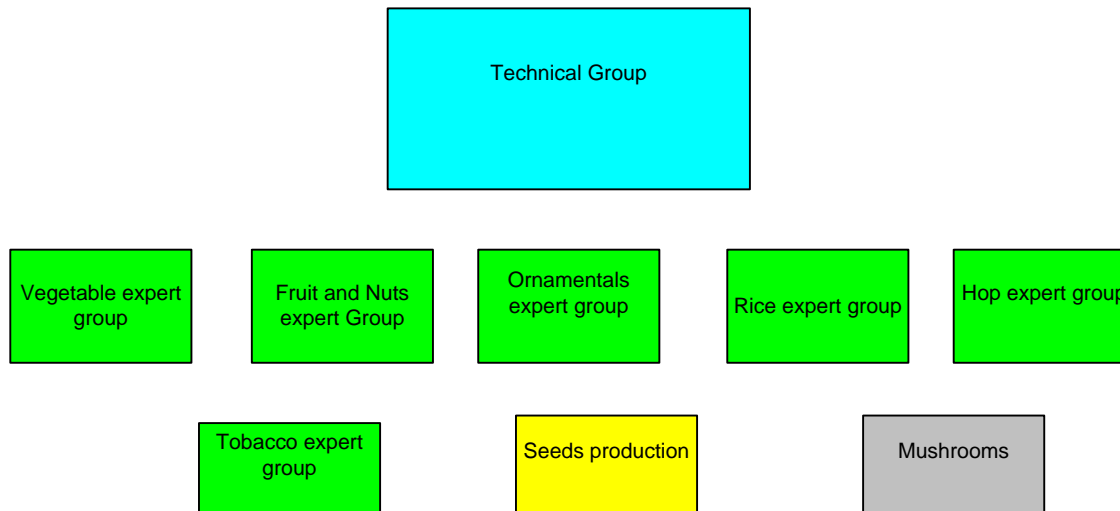 Technical Group
Vegetable expert
group
Fruit and Nuts
expert Group
Ornamentals
expert group
Rice expert group
Hop expert group
Tobacco expert
group
Seeds production
Mushrooms